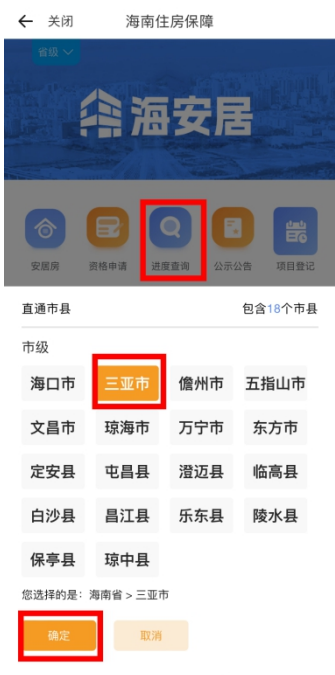 ← 关闭 海南住房保障
省级
海安居
安居房 资格申请 进度查询 公示公告 项目登记
直通市县 包含18个市县
市级
海口市 三亚市 儋州市 五指山市
文昌市 琼海市 万宁市 东方市
定安县 屯昌县 澄迈县 临高县
白沙县 昌江县 乐东县 陵水县
保亭县 琼中县
您选择的是：海南省 > 三亚市
确定 取消